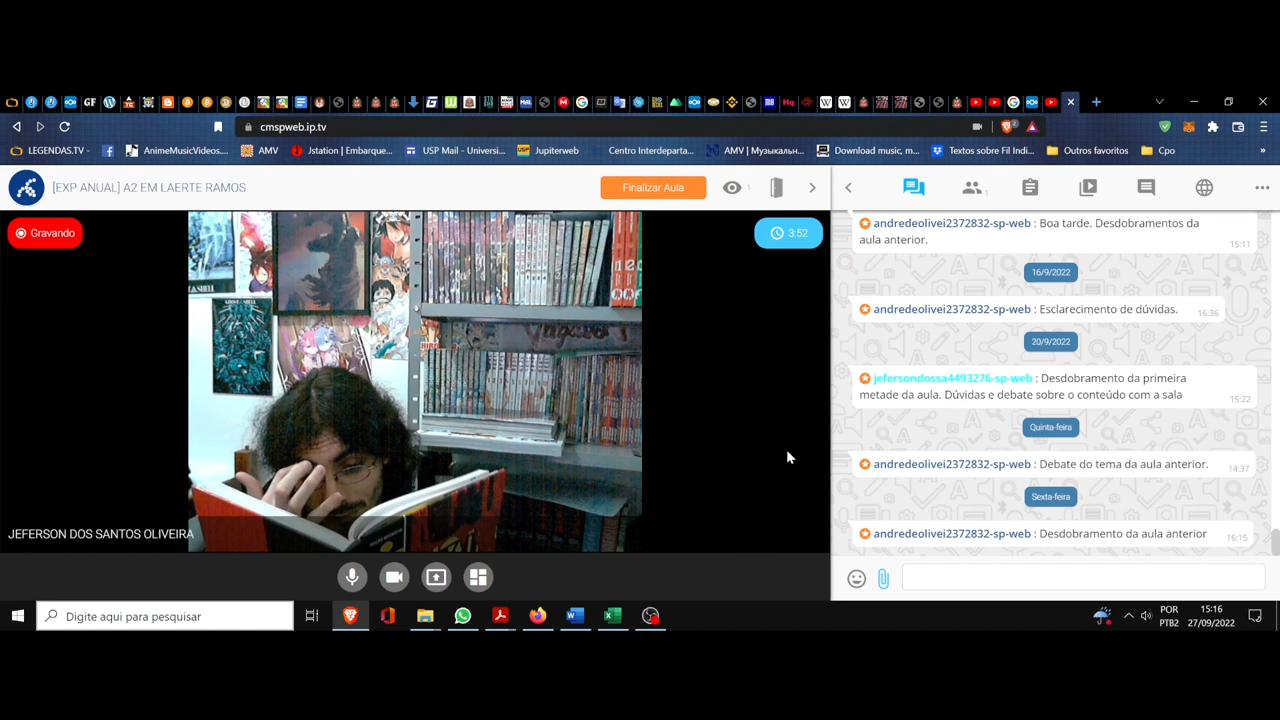 cmspweb.ip.tv
LEGENDAS.TV -
AnimeMusicVideos....
AMV
Jstation | Embarque...
USP Mail - Universi...
Jupiterweb
Centro Interdeparta...
AMV | Музыкальн...
Download music, m...
Textos sobre Fil Indi...
Outros favoritos
Cpo
[EXP ANUAL] A2 EM LAERTE RAMOS
Finalizar Aula
1
Gravando
3:52
JEFERSON DOS SANTOS OLIVEIRA
1
andredeolivei2372832-sp-web : Boa tarde. Desdobramentos da
aula anterior.
15:11
16/9/2022
andredeolivei2372832-sp-web : Esclarecimento de dúvidas.
16:36
20/9/2022
jefersondossa4493276-sp-web : Desdobramento da primeira
metade da aula. Dúvidas e debate sobre o conteúdo com a sala
15:22
Quinta-feira
andredeolivei2372832-sp-web : Debate do tema da aula anterior.
14:37
Sexta-feira
andredeolivei2372832-sp-web : Desdobramento da aula anterior
16:15
Digite aqui para pesquisar
POR
PTB2
15:16
27/09/2022